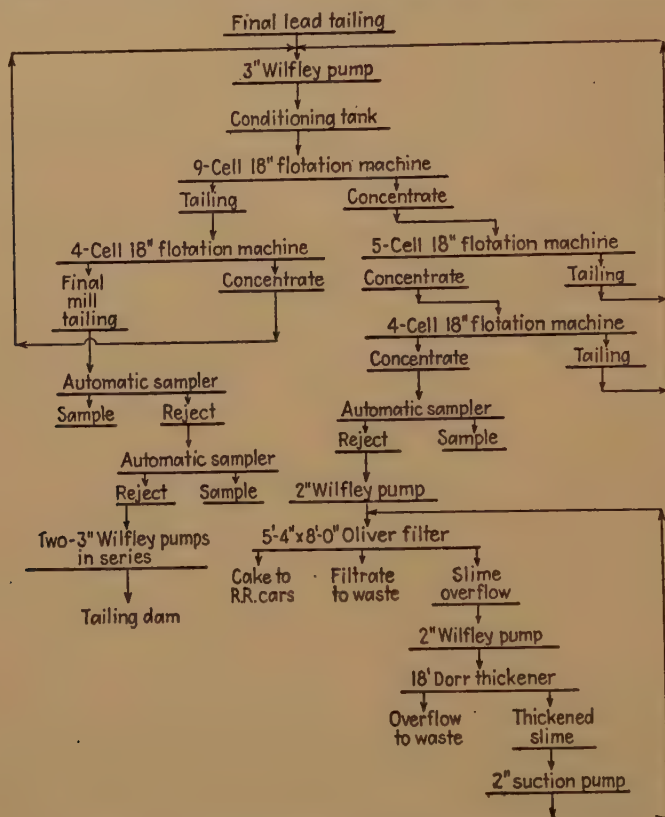 Final lead tailing
3" Wilfley pump
Conditioning tank
9-Cell 18" flotation machine
Tailing
Concentrate
4-Cell 18" flotation machine
5-Cell 18" flotation machine
Final
mill
tailing
Concentrate
Concentrate
Tailing
4-Cell 18" flotation machine
Concentrate
Tailing
Automatic sampler
Sample
Reject
Automatic sampler
Reject
Sample
Automatic sampler
Reject
Sample
2" Wilfley pump
Two-3" Wilfley pumps
in series
Tailing dam
5'-4" x 8'-0" Oliver filter
Cake to
R.R. cars
Filtrate
to waste
Slime
overflow
2" Wilfley pump
18' Dorr thickener
Overflow
to waste
Thickened
slime
2" suction pump